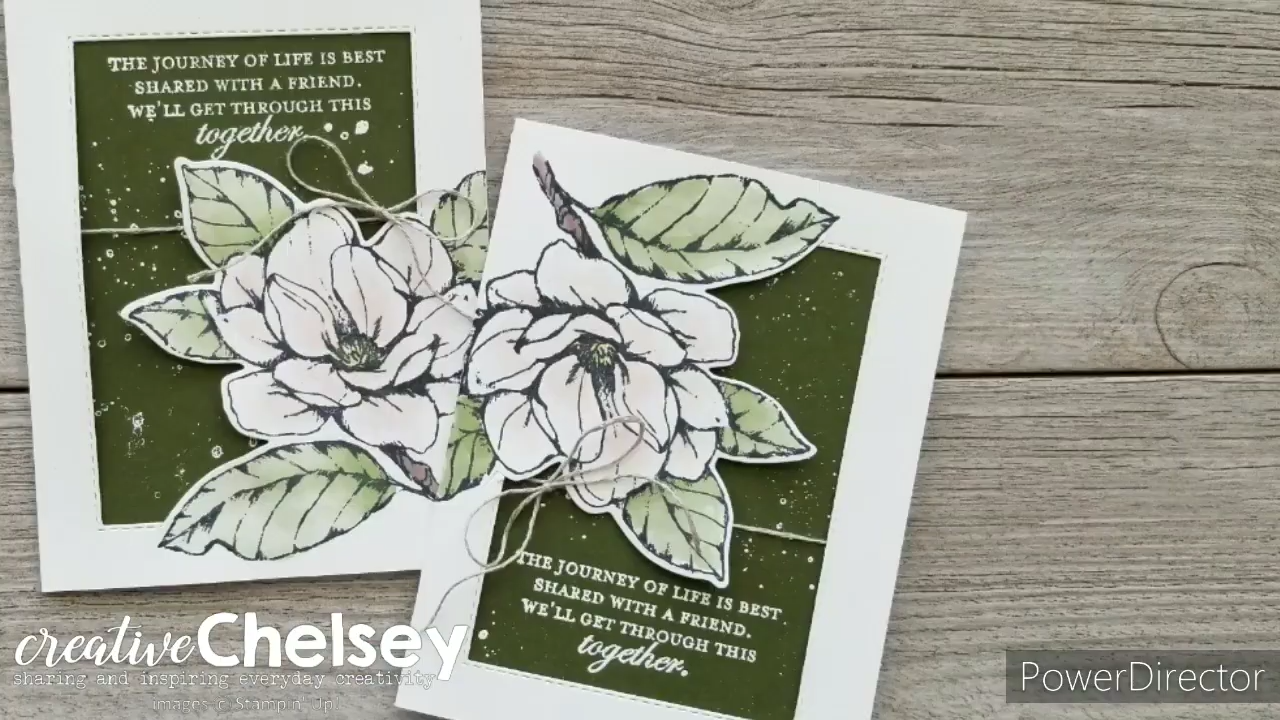 THE JOURNEY OF LIFE IS BEST
SHARED WITH A FRIEND.
WE'LL GET THROUGH THIS
together.
THE JOURNEY OF LIFE IS BEST
SHARED WITH A FRIEND.
WE'LL GET THROUGH THIS
together.
creative Chelsey
sharing and inspiring everyday creativity
images (c) Stampin' Up!
PowerDirector